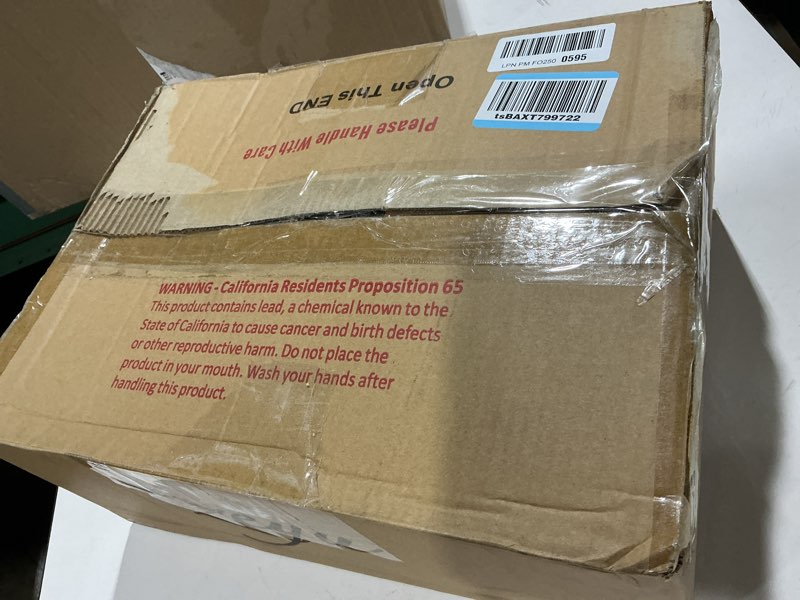 LPN PM FO250 0595
tsBAXT799722
Open This END
Please Handle With Care
WARNING - California Residents Proposition 65
This product contains lead, a chemical known to the
State of California to cause cancer and birth defects
or other reproductive harm. Do not place the
product in your mouth. Wash your hands after
handling this product.